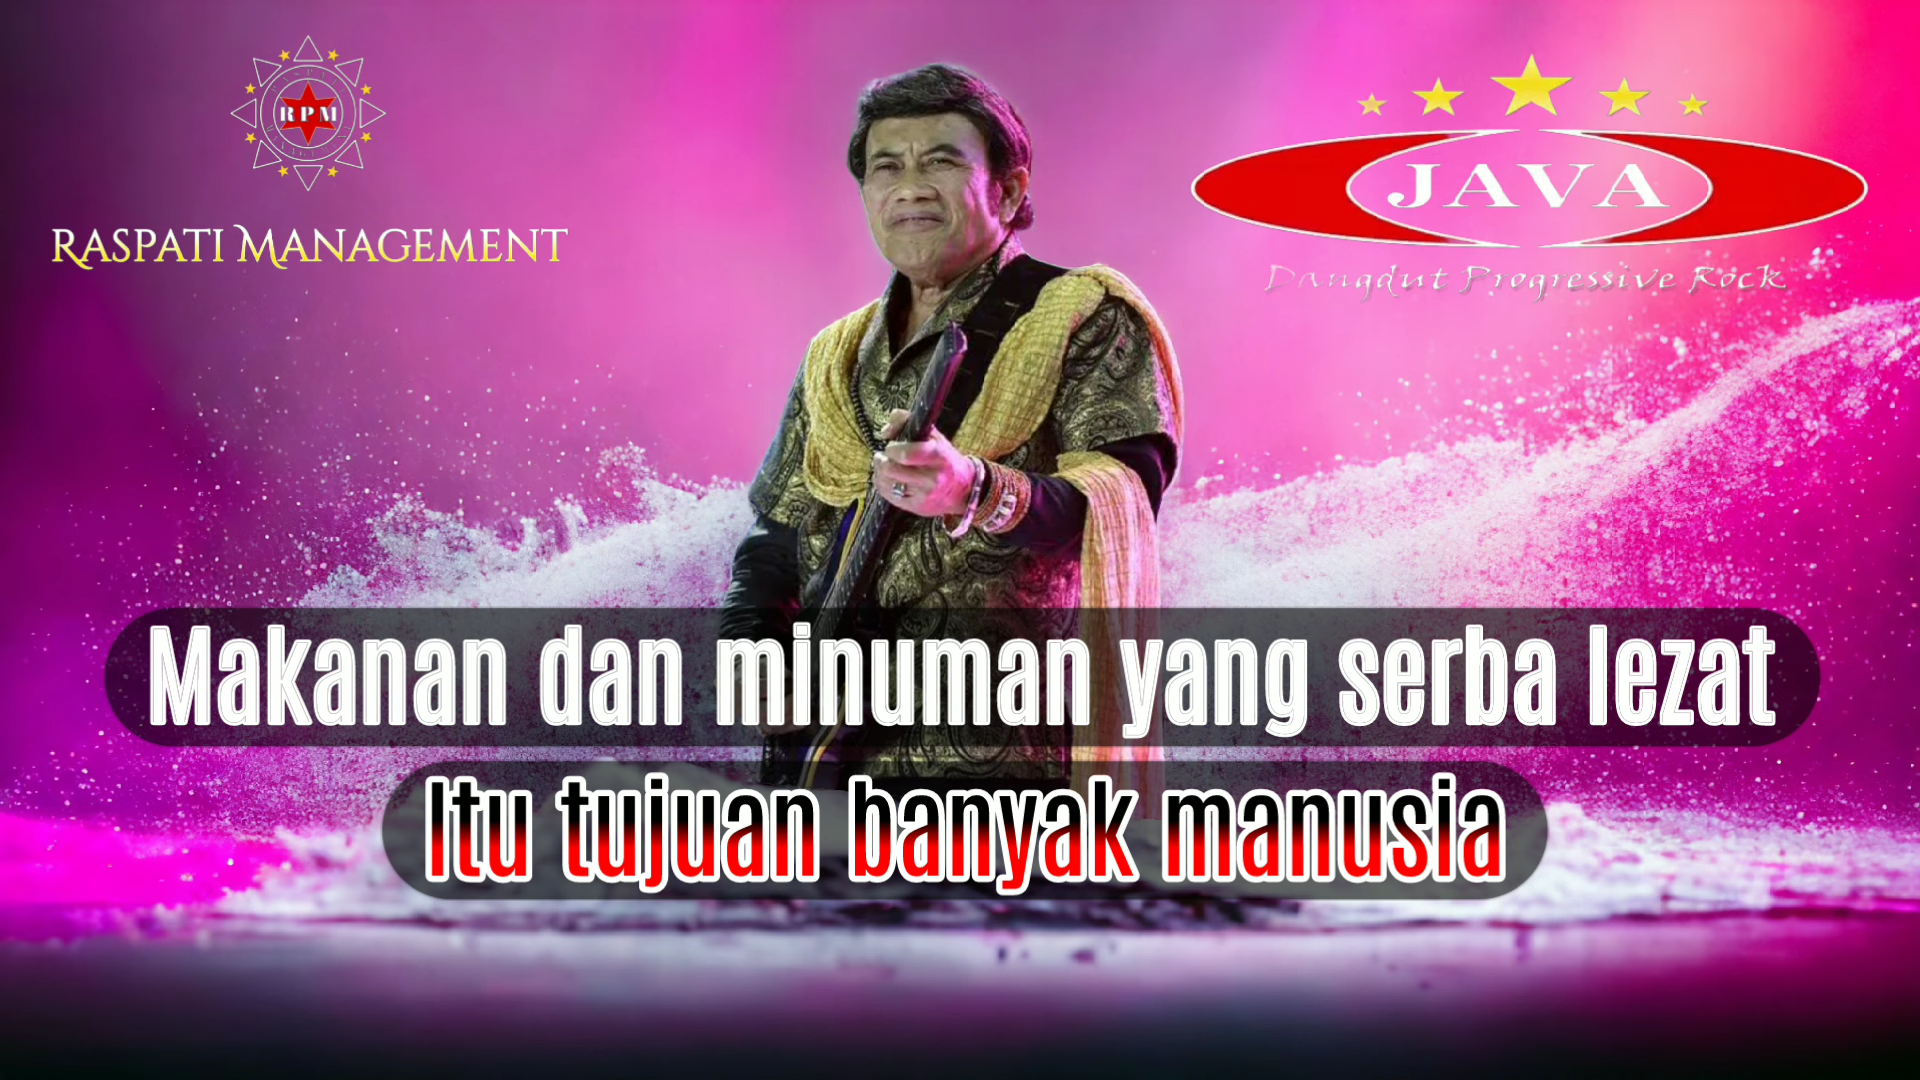 RPM
RASPATI MANAGEMENT
JAVA
Dangdut Progressive Rock
Makanan dan minuman yang serba lezat
Itu tujuan banyak manusia